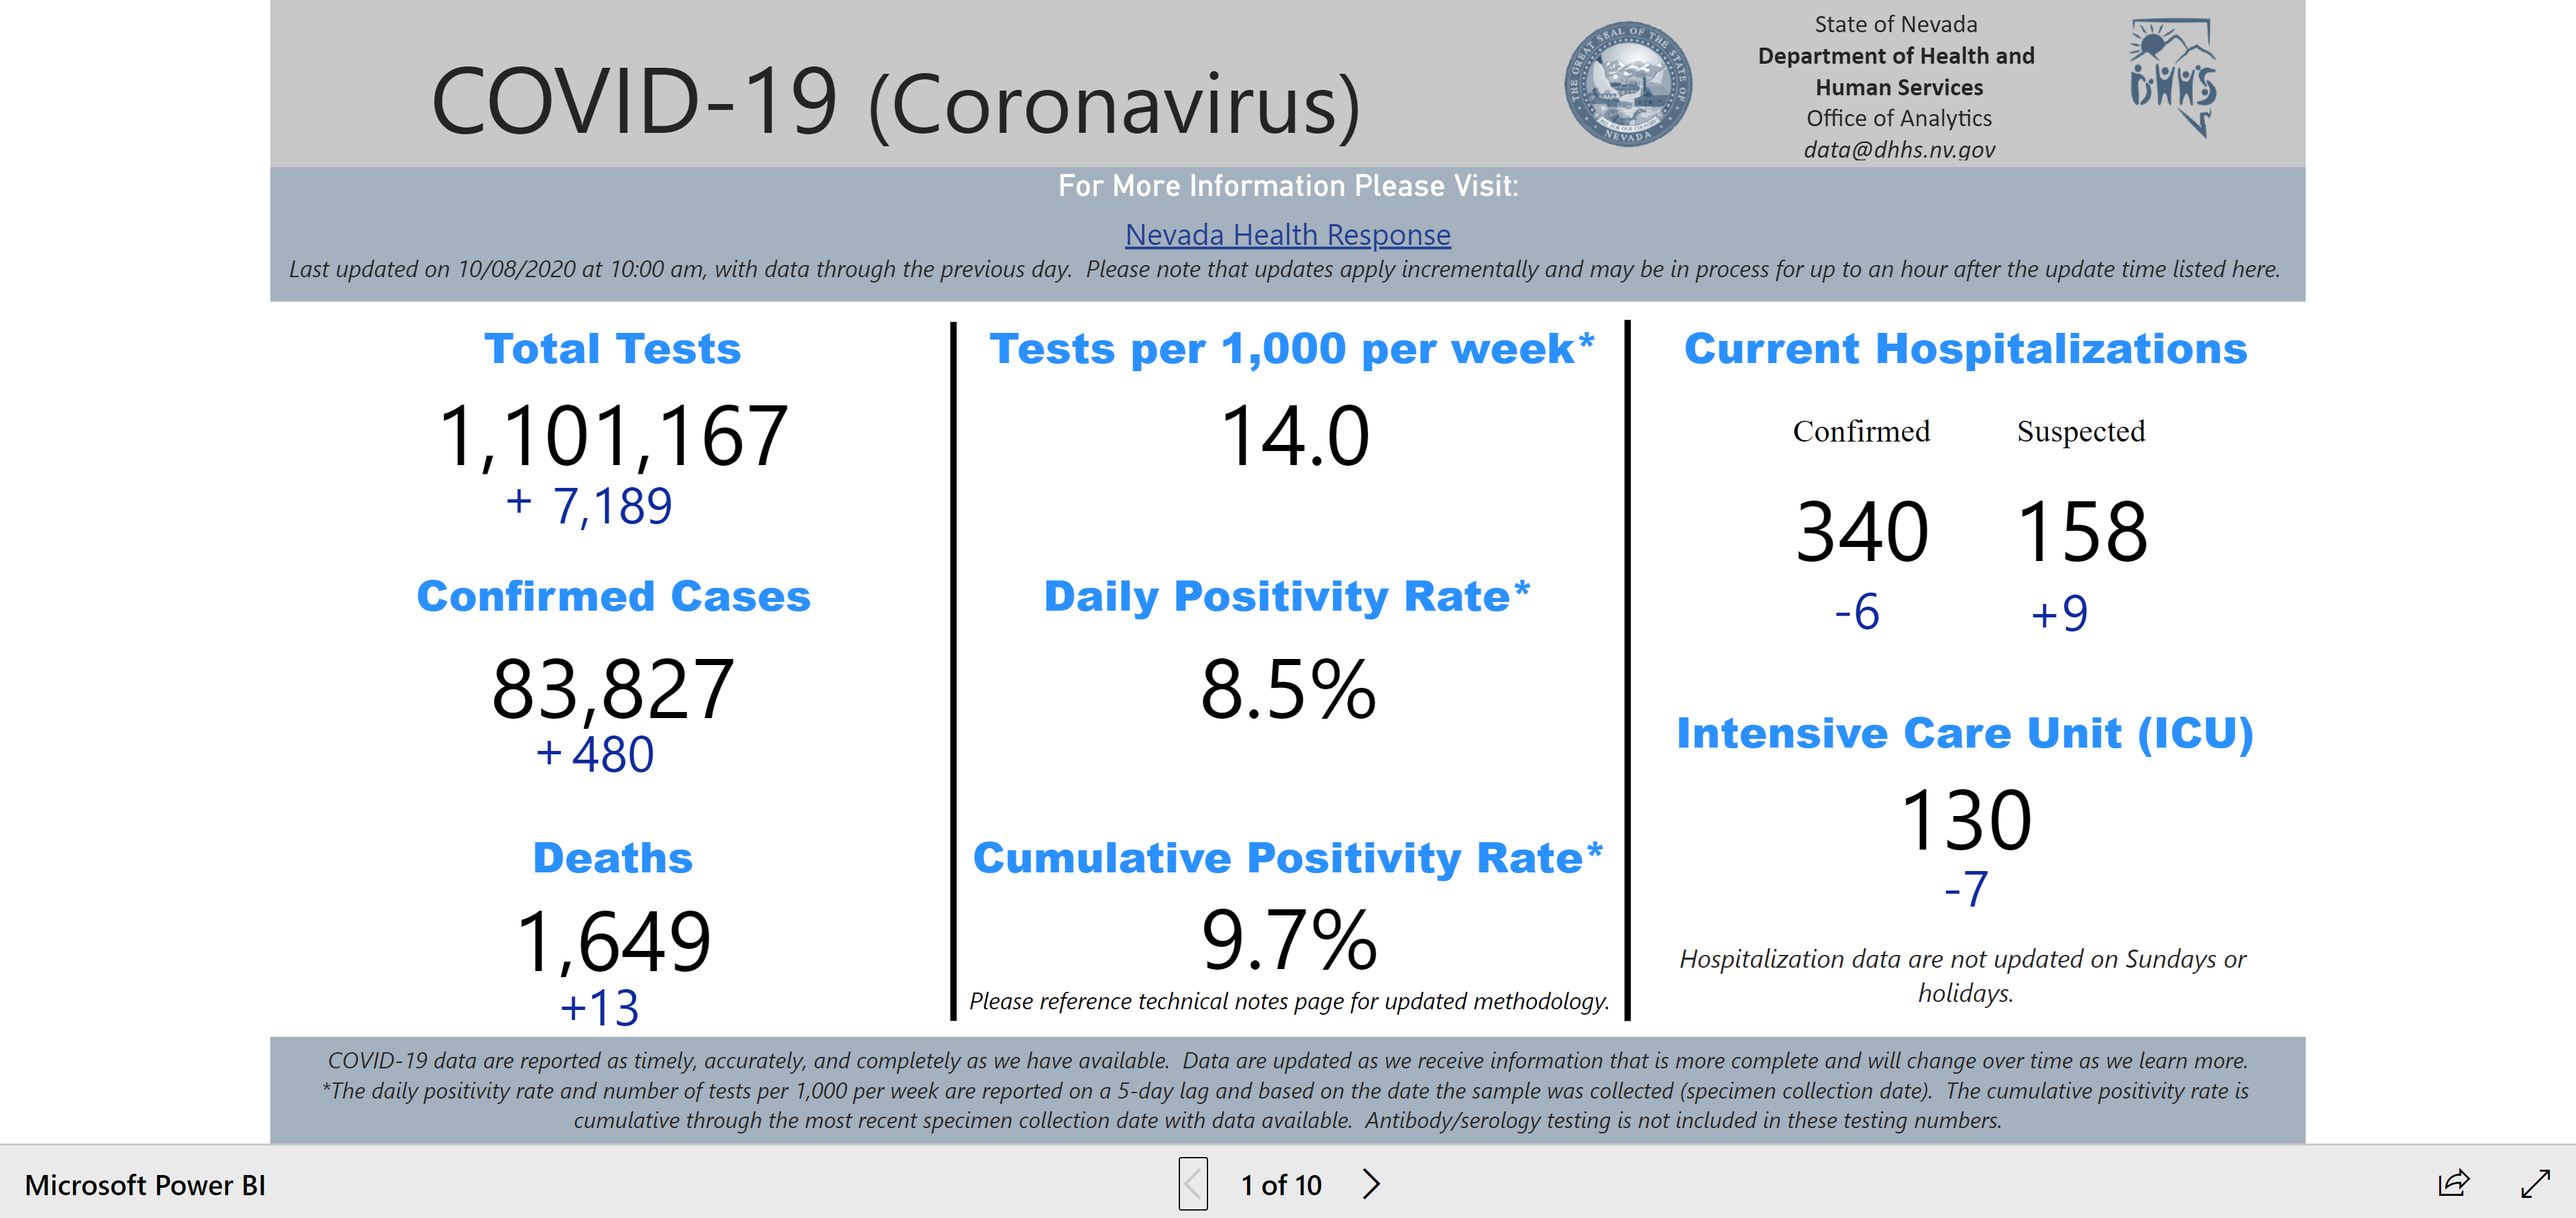 COVID-19 (Coronavirus)
THE GREAT SEAL OF THE STATE OF NEVADA
ALL FOR OUR COUNTRY
State of Nevada
Department of Health and
Human Services
Office of Analytics
data@dhhs.nv.gov
DHHS
For More Information Please Visit:
Nevada Health Response
Last updated on 10/08/2020 at 10:00 am, with data through the previous day.  Please note that updates apply incrementally and may be in process for up to an hour after the update time listed here.
Total Tests
1,101,167
+ 7,189
Confirmed Cases
83,827
+ 480
Deaths
1,649
+13
Tests per 1,000 per week*
14.0
Daily Positivity Rate*
8.5%
Cumulative Positivity Rate*
9.7%
Please reference technical notes page for updated methodology.
Current Hospitalizations
Confirmed Suspected
340 158
-6 +9
Intensive Care Unit (ICU)
130
-7
Hospitalization data are not updated on Sundays or
holidays.
COVID-19 data are reported as timely, accurately, and completely as we have available.  Data are updated as we receive information that is more complete and will change over time as we learn more.
*The daily positivity rate and number of tests per 1,000 per week are reported on a 5-day lag and based on the date the sample was collected (specimen collection date).  The cumulative positivity rate is
cumulative through the most recent specimen collection date with data available.  Antibody/serology testing is not included in these testing numbers.
Microsoft Power BI
1 of 10